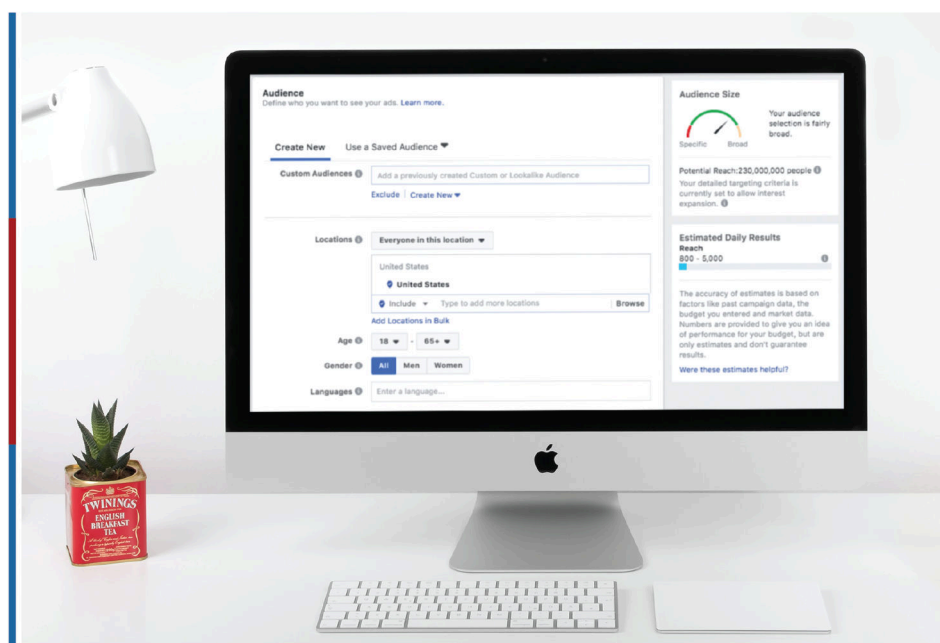 Audience
Define who you want to see your ads. Learn more.
Create New Use a Saved Audience
Custom Audiences Add a previously created Custom or Lookalike Audience
Exclude Create New
Locations Everyone in this location
United States
United States
Include Type to add more locations Browse
Add Locations in Bulk
Age 18 - 65+
Gender All Men Women
Languages Enter a language...
Audience Size
Your audience
selection is fairly
broad.
Specific Broad
Potential Reach:230,000,000 people
Your detailed targeting criteria is
currently set to allow interest
expansion.
Estimated Daily Results
Reach
800 - 5,000
The accuracy of estimates is based on
factors like past campaign data, the
budget you entered and market data.
Numbers are provided to give you an idea
of performance for your budget, but are
only estimates and don't guarantee
results.
Were these estimates helpful?
TWININGS
ENGLISH
BREAKFAST
TEA